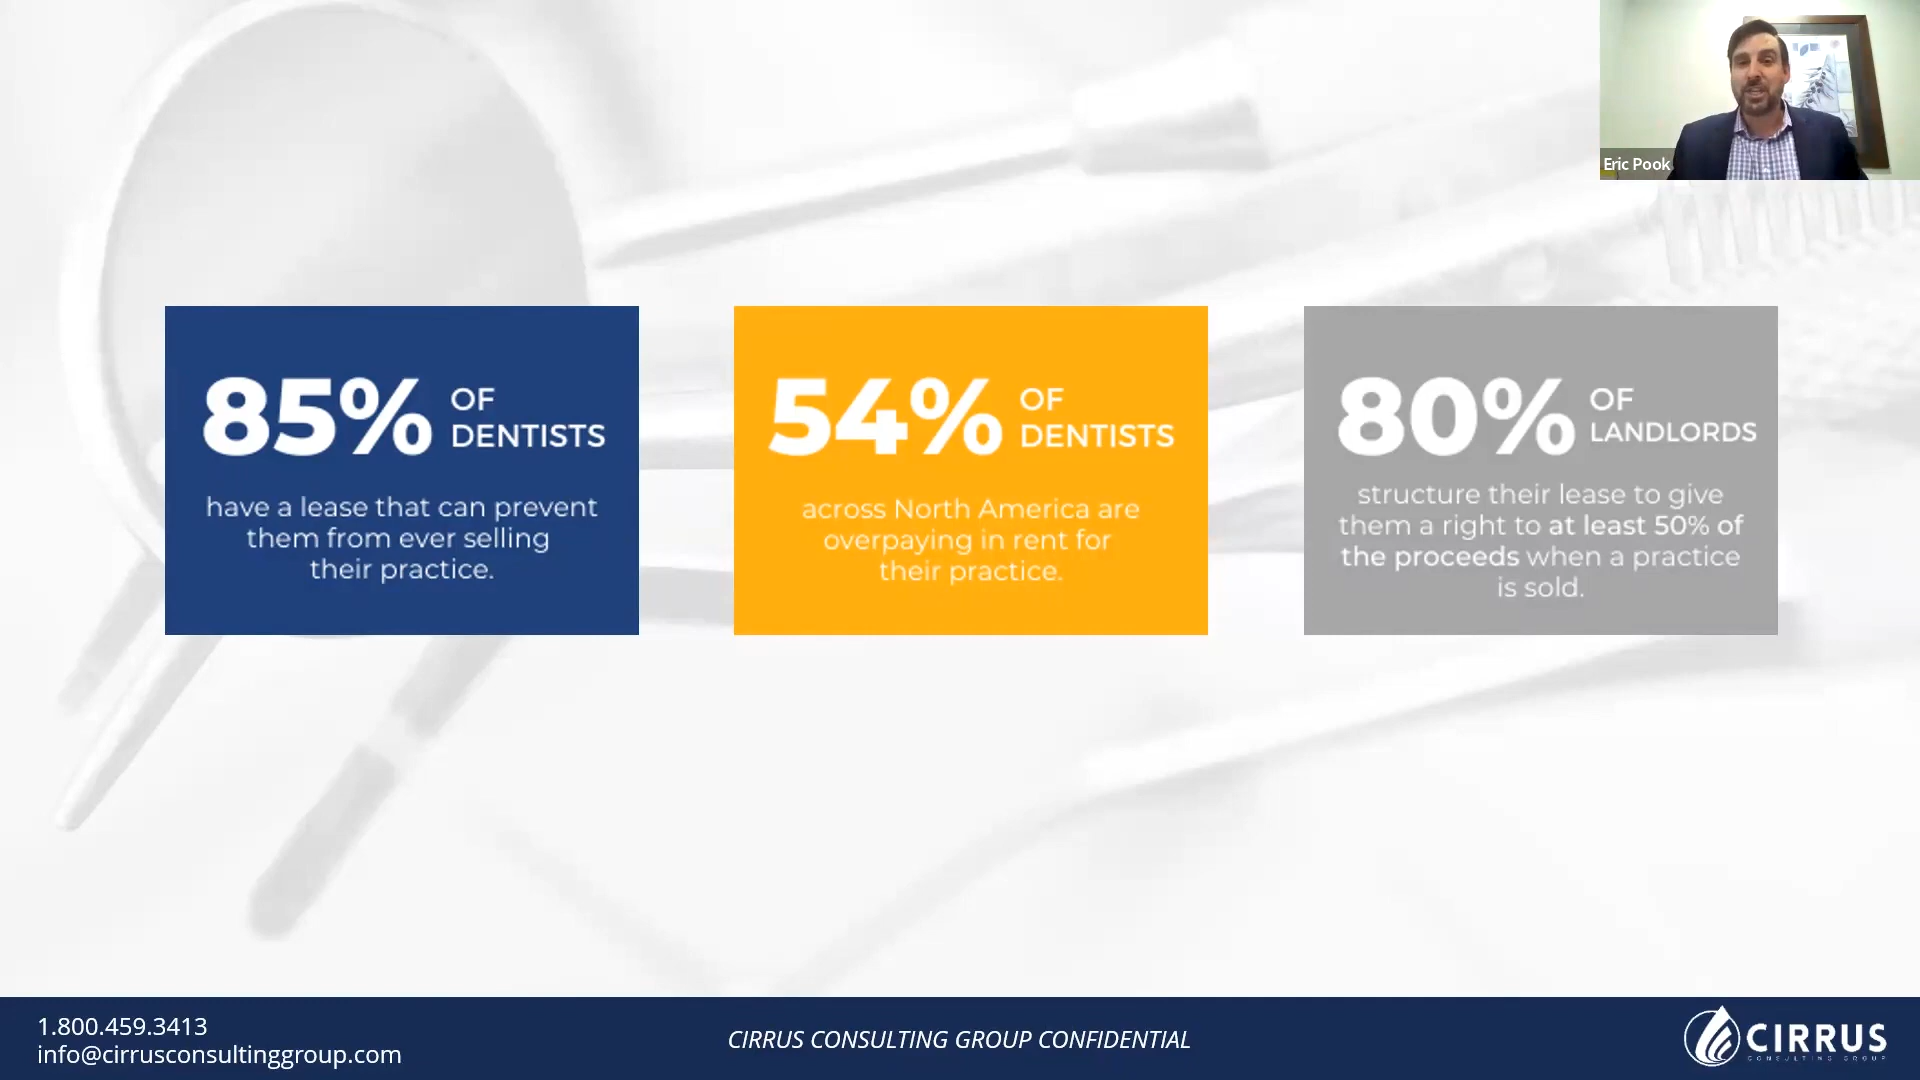 Eric Pook
85% OF
DENTISTS
have a lease that can prevent
them from ever selling
their practice.
54% OF
DENTISTS
across North America are
overpaying in rent for
their practice.
80% OF
LANDLORDS
structure their lease to give
them a right to at least 50% of
the proceeds when a practice
is sold.
1.800.459.3413
info@cirrusconsultinggroup.com
CIRRUS CONSULTING GROUP CONFIDENTIAL
CIRRUS
CONSULTING GROUP